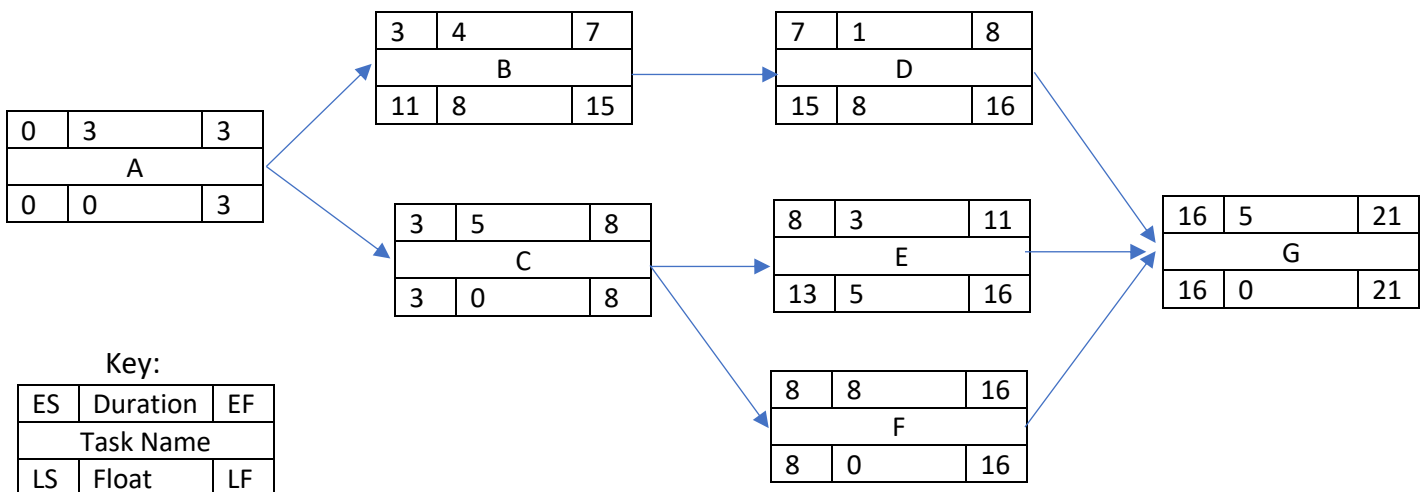 3 4 7
B
11 8 15
7 1 8
D
15 8 16
0 3 3
A
0 0 3
3 5 8
C
3 0 8
8 3 11
E
13 5 16
16 5 21
G
16 0 21
8 8 16
F
8 0 16
Key:
ES Duration EF
Task Name
LS Float LF